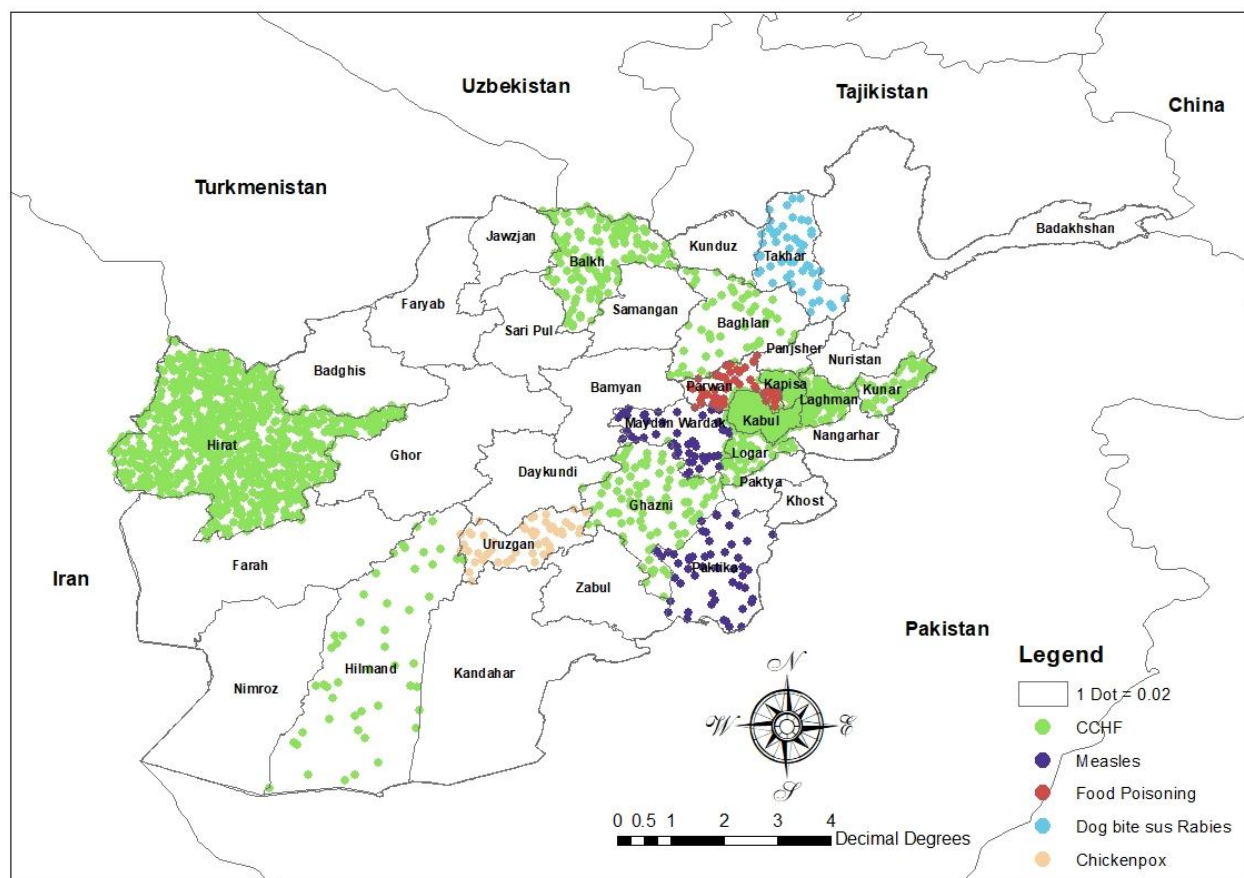 Uzbekistan
Tajikistan
China
Turkmenistan
Badakhshan
Jawzjan
Kunduz
Takhar
Balkh
Faryab
Samangan
Baghlan
Sari Pul
Panjsher
Nuristan
Badghis
Bamyan
Parwan
Kapisa
Kunar
Laghman
Maydan Wardak
Kabul
Hirat
Nangarhar
Ghor
Logar
Daykundi
Paktya
Khost
Ghazni
Uruzgan
Farah
Paktika
Iran
Zabul
Pakistan
Hilmand
Kandahar
Nimroz
N
W
E
S
0 0.5 1 2 3 4
Decimal Degrees
Legend
1 Dot = 0.02
CCHF
Measles
Food Poisoning
Dog bite sus Rabies
Chickenpox